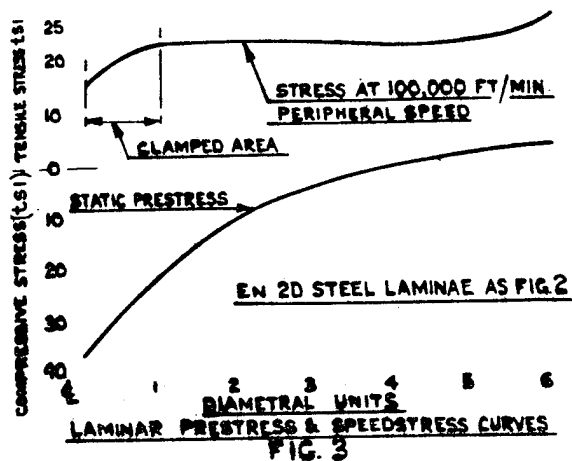 COMPRESSIVE STRESS (t.s.i) TENSILE STRESS t.s.i
25
20
10
0
10
20
30
40
STRESS AT 100,000 FT/MIN.
PERIPHERAL SPEED
CLAMPED AREA
STATIC PRESTRESS
EN 2D STEEL LAMINAE AS FIG.2
℄ 1 2 3 4 5 6
DIAMETRAL UNITS
LAMINAR PRESTRESS & SPEEDSTRESS CURVES
FIG. 3